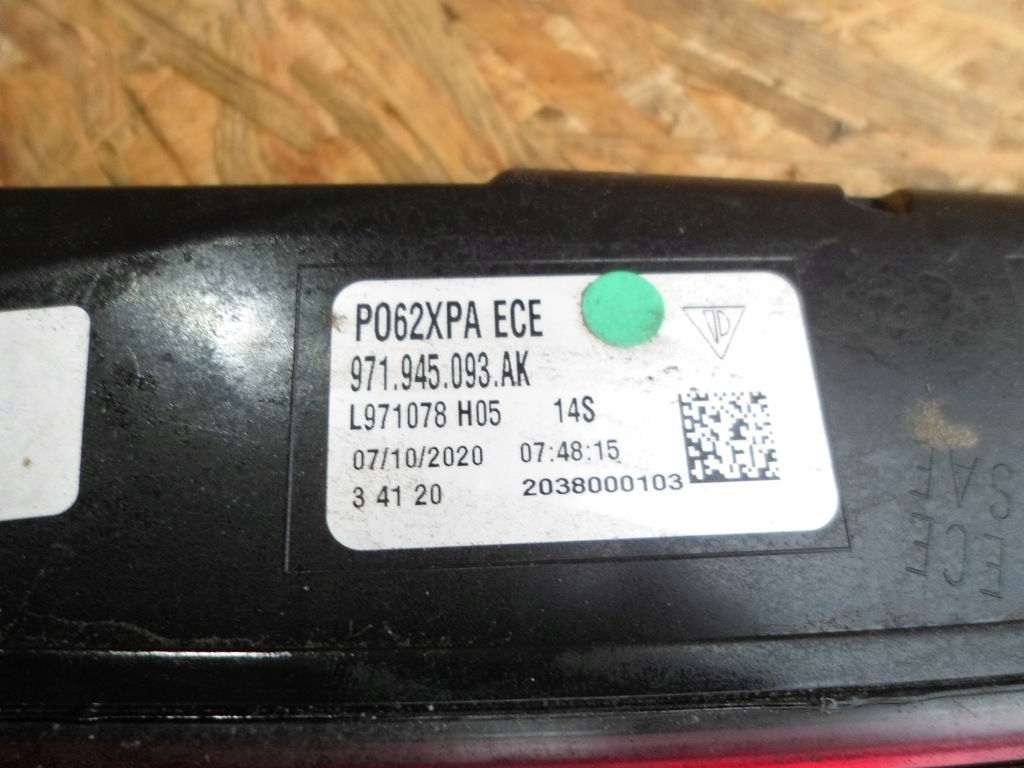 P062XPA ECE
971.945.093.AK
L971078 H05 14S
07/10/2020 07:48:15
3 41 20 2038000103